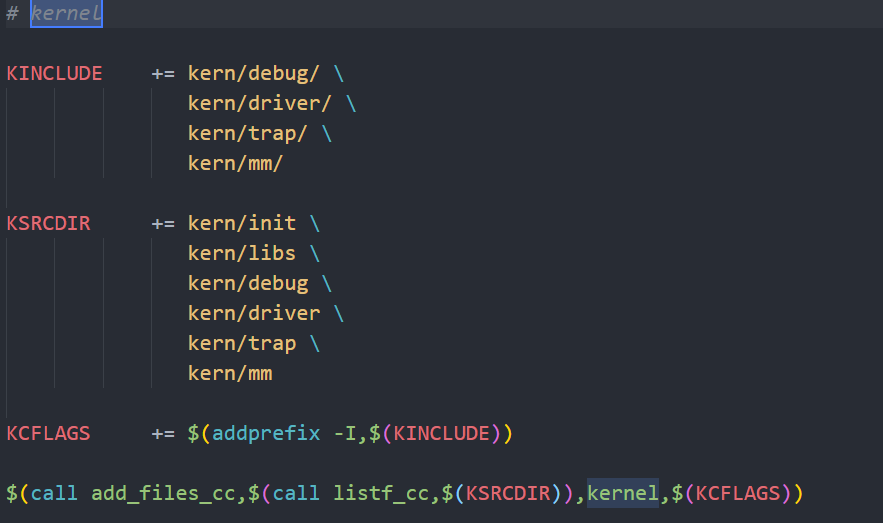 # kernel
KINCLUDE += kern/debug/ \
kern/driver/ \
kern/trap/ \
kern/mm/
KSRCDIR += kern/init \
kern/libs \
kern/debug \
kern/driver \
kern/trap \
kern/mm
KCFLAGS += $(addprefix -I,$(KINCLUDE))
$(call add_files_cc,$(call listf_cc,$(KSRCDIR)),kernel,$(KCFLAGS))